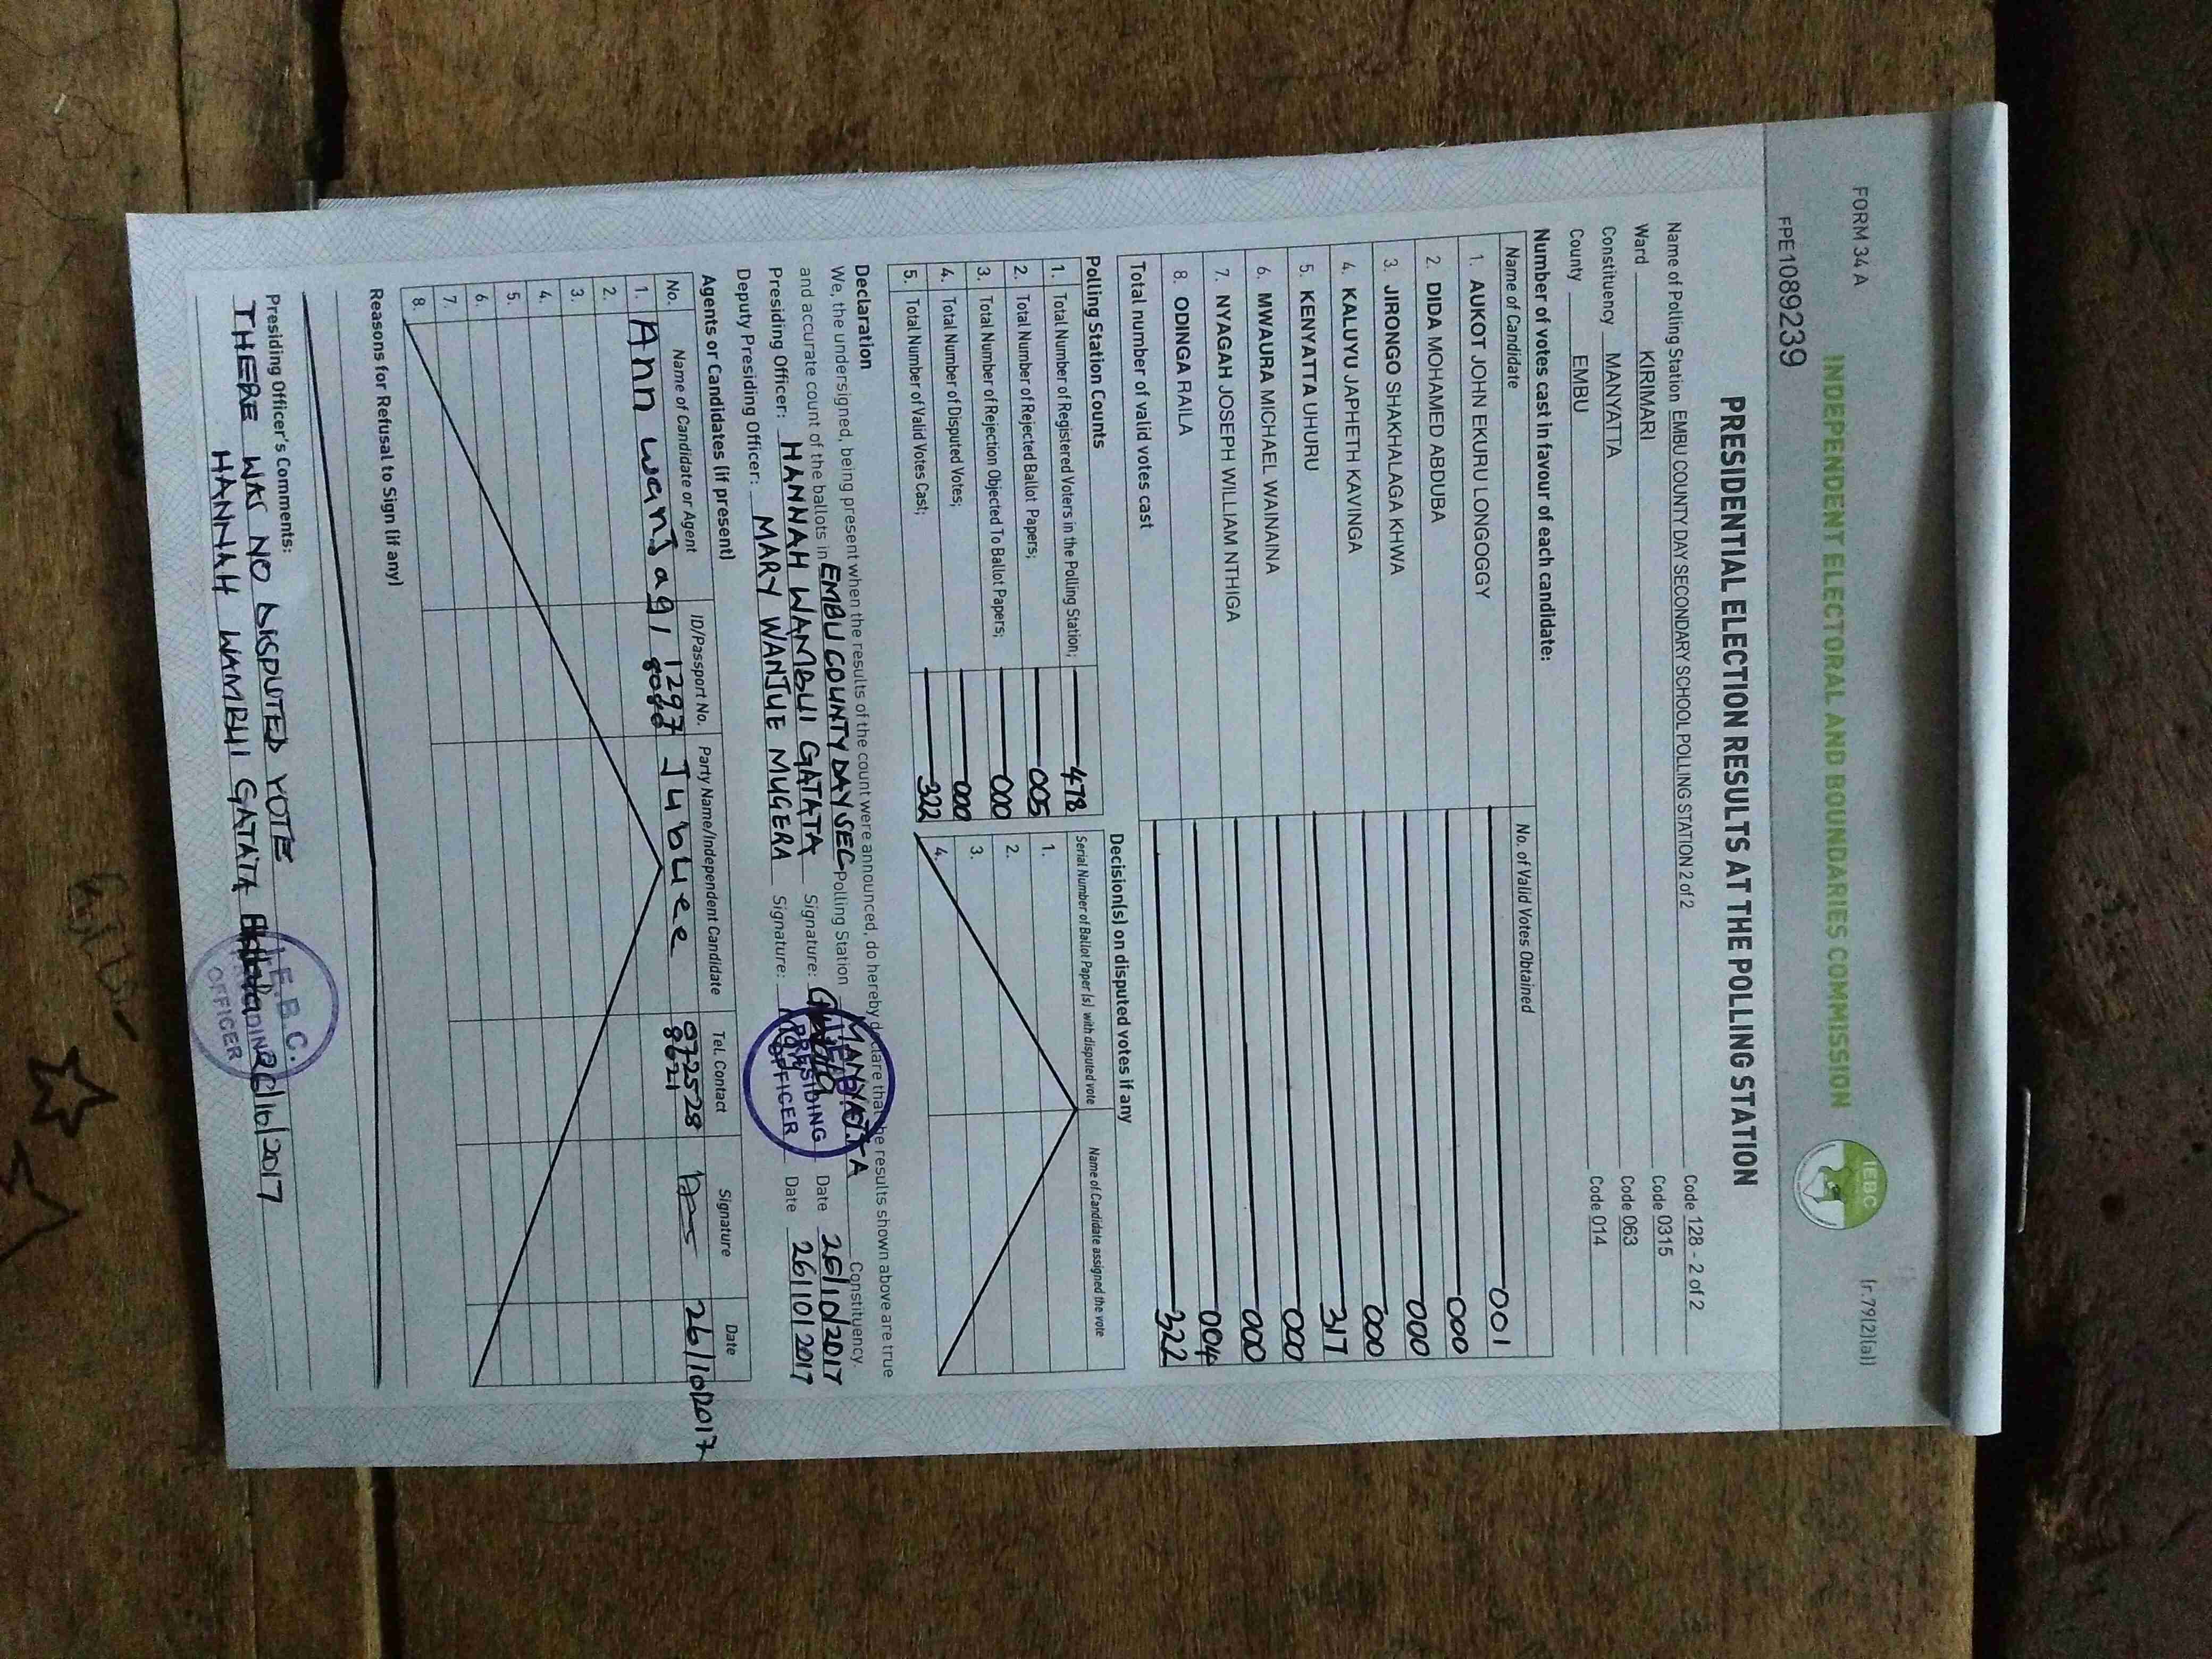 FORM 34 A
(r.79(2)(a))
INDEPENDENT ELECTORAL AND BOUNDARIES COMMISSION
IEBC
FPE1089239
PRESIDENTIAL ELECTION RESULTS AT THE POLLING STATION
Name of Polling Station EMBU COUNTY DAY SECONDARY SCHOOL POLLING STATION 2 of 2 Code 128 - 2 of 2
Ward KIRIMARI Code 0315
Constituency MANYATTA Code 063
County EMBU Code 014
Number of votes cast in favour of each candidate:
Name of Candidate No. of Valid Votes Obtained
1. AUKOT JOHN EKURU LONGOGGY 001
2. DIDA MOHAMED ABDUBA 000
3. JIRONGO SHAKHALAGA KHWA 000
4. KALUYU JAPHETH KAVINGA 000
5. KENYATTA UHURU 317
6. MWAURA MICHAEL WAINAINA 000
7. NYAGAH JOSEPH WILLIAM NTHIGA 000
8. ODINGA RAILA 004
Total number of valid votes cast 322
Polling Station Counts
1. Total Number of Registered Voters in the Polling Station; 478
2. Total Number of Rejected Ballot Papers; 005
3. Total Number of Rejection Objected To Ballot Papers; 000
4. Total Number of Disputed Votes; 000
5. Total Number of Valid Votes Cast; 322
Decision(s) on disputed votes if any
Serial Number of Ballot Paper (s) with disputed vote Name of Candidate assigned the vote
1.
2.
3.
4.
Declaration
We, the undersigned, being present when the results of the count were announced, do hereby declare that the results shown above are true
and accurate count of the ballots in EMBU COUNTY DAY SEC Polling Station MANYATTA Constituency.
Presiding Officer: HANNAH WAMBUI GATATA Signature: Date 26/10/2017
Deputy Presiding Officer: MARY WANJUE MUGERA Signature: Date 26/10/2017
PRESIDING
OFFICER
Agents or Candidates (if present)
No. Name of Candidate or Agent ID/Passport No. Party Name/Independent Candidate Tel. Contact Signature Date
1. Ann wanJagi 1297 Jubliee 0725528 26/10/2017
8621
2.
3.
4.
5.
6.
7.
8.
Reasons for Refusal to Sign (if any)
Presiding Officer's Comments:
THERE WAS NO DISPUTED VOTE
HANNAH WAMBUI GATATA 26/10/2017
I.E.B.C.
OFFICER